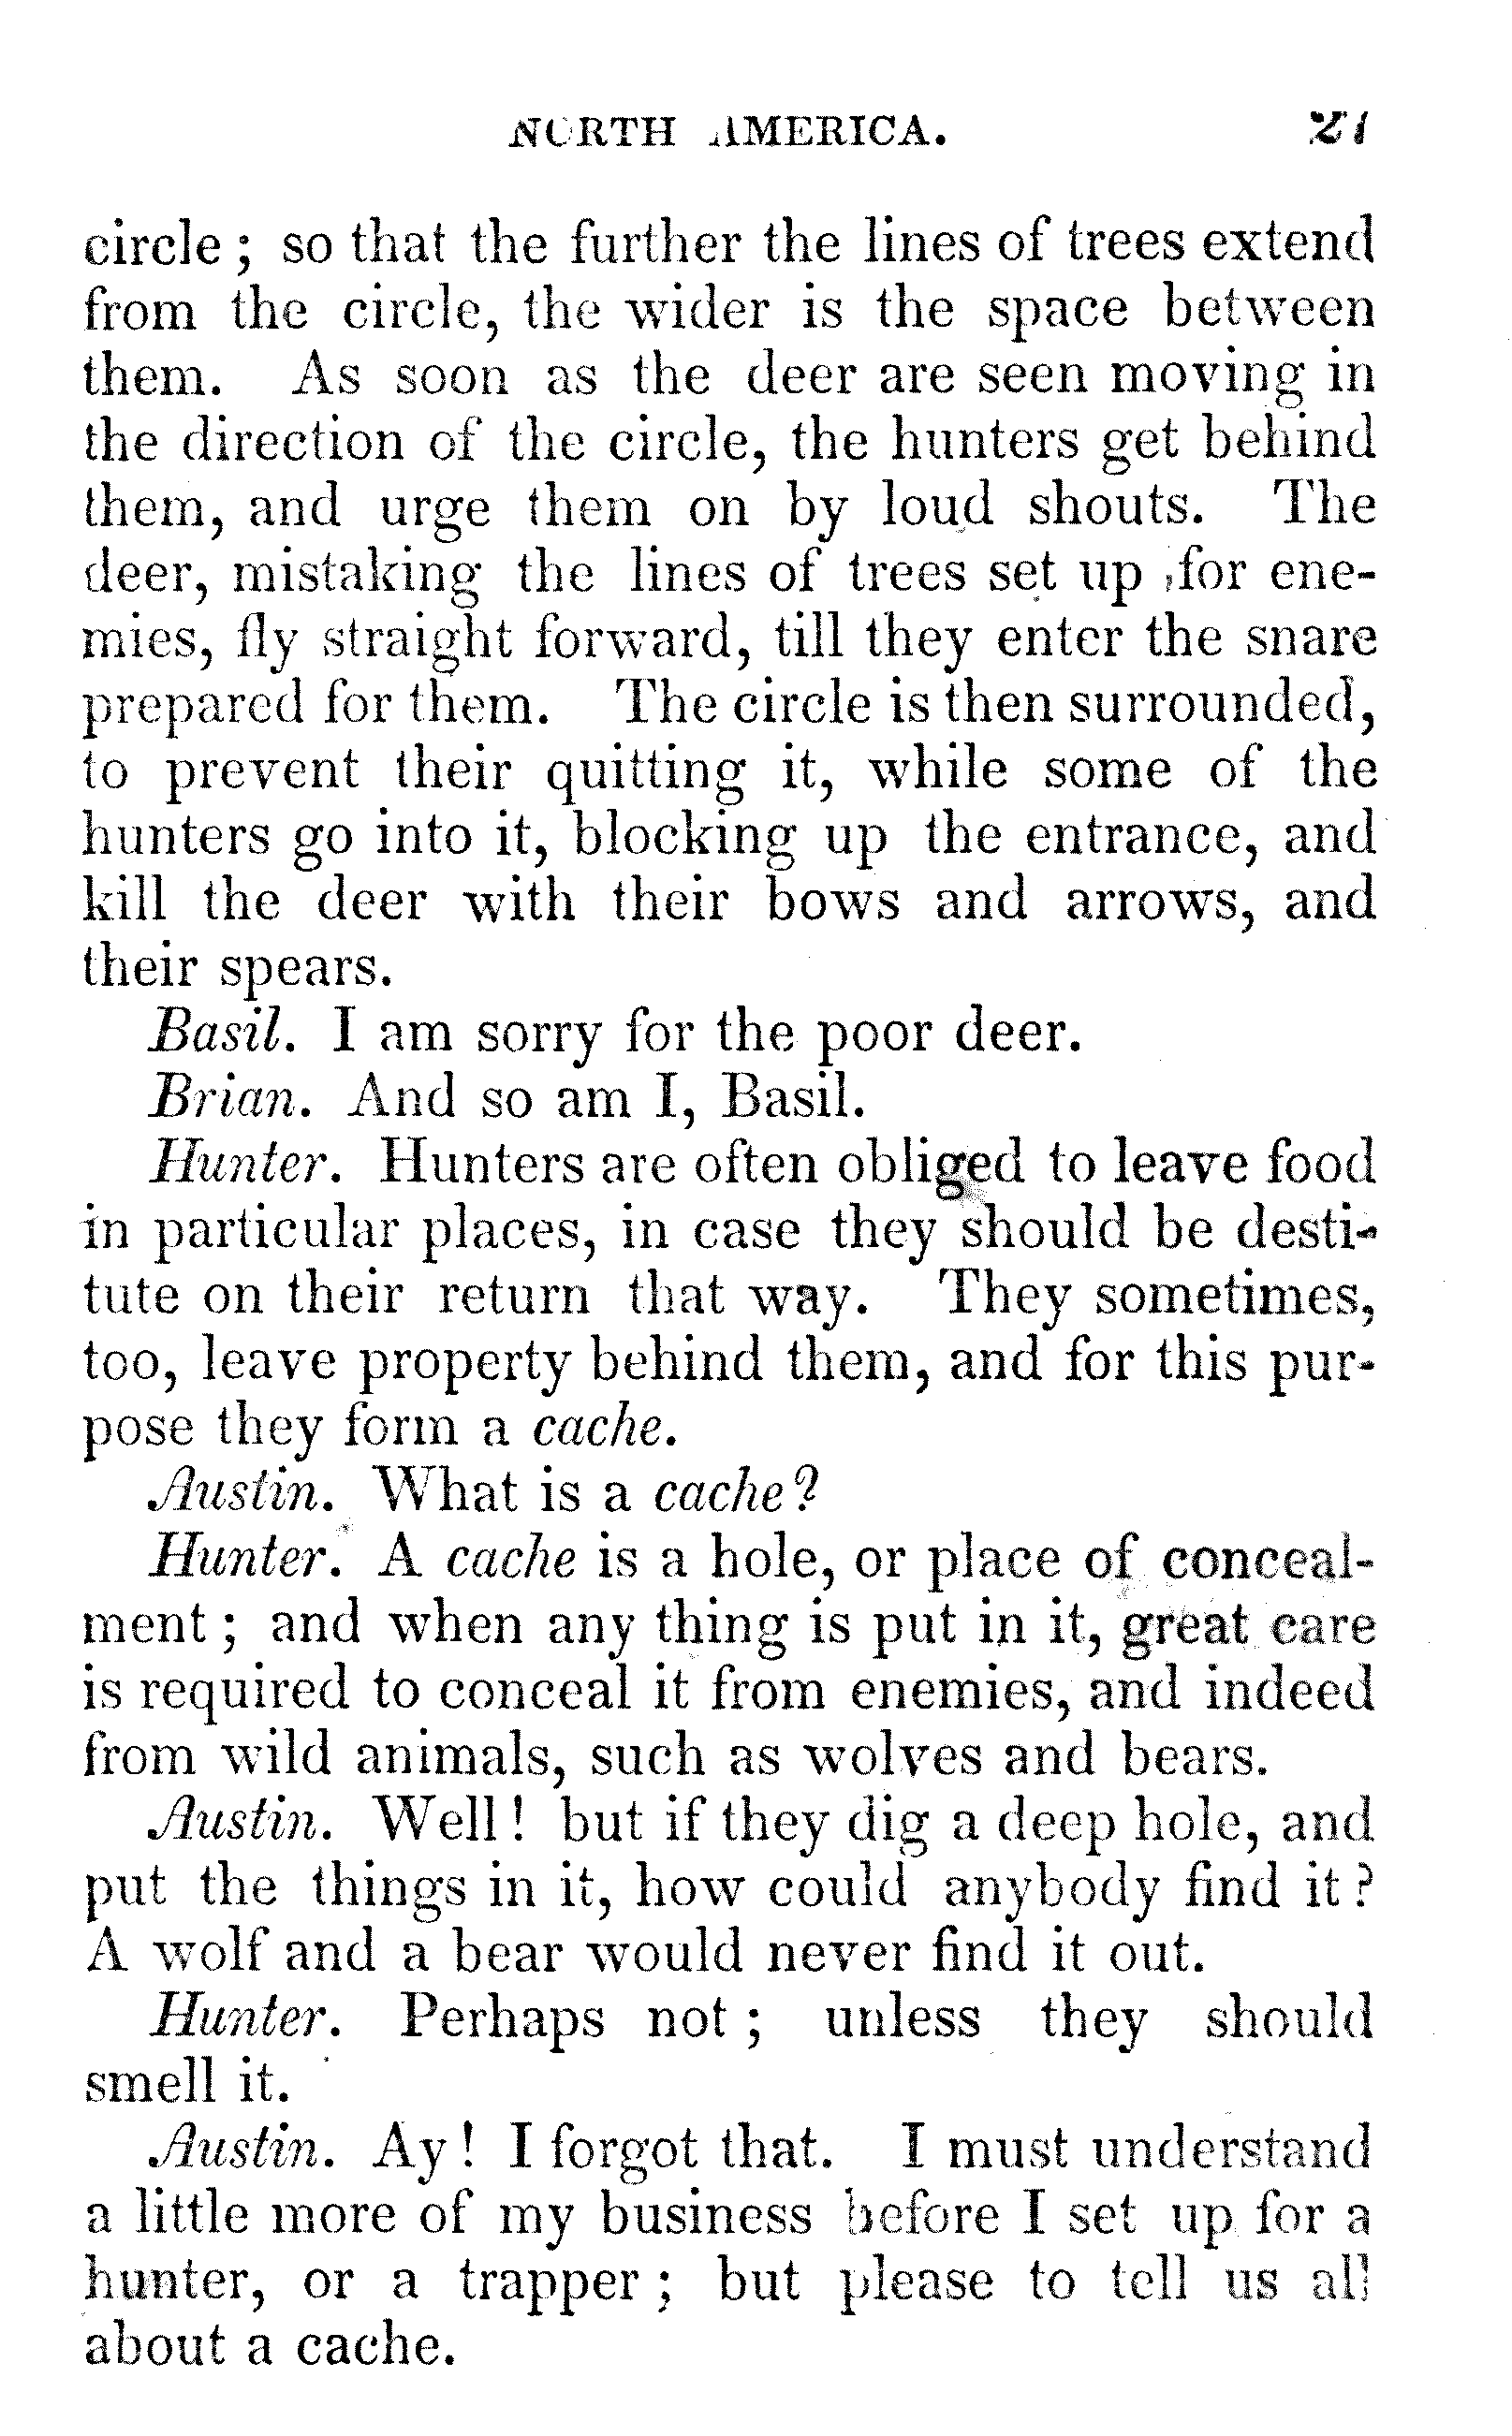 NORTH AMERICA.
circle ; so that the further the lines of trees extend
from the circle, the wider is the space between
them. As soon as the deer are seen moving in
the direction of the circle, the hunters get behind
them, and urge them on by loud shouts. The
deer, mistaking the lines of trees set up for ene-
mies, fly straight forward, till they enter the snare
prepared for them. The circle is then surrounded,
to prevent their quitting it, while some of the
hunters go into it, blocking up the entrance, and
kill the deer with their bows and arrows, and
their spears.
Basil. I am sorry for the poor deer.
Brian. And so am I, Basil.
Hunter. Hunters are often obliged to leave food
in particular places, in case they should be desti-
tute on their return that way. They sometimes,
too, leave property behind them, and for this pur-
pose they form a cache.
Austin. What is a cache?
Hunter. A cache is a hole, or place of conceal-
ment ; and when any thing is put in it, great care
is required to conceal it from enemies, and indeed
from wild animals, such as wolves and bears.
Austin. Well ! but if they dig a deep hole, and
put the things in it, how could anybody find it ?
A wolf and a bear would never find it out.
Hunter. Perhaps not ; unless they should
smell it.
Austin. Ay ! I forgot that. I must understand
a little more of my business before I set up for a
hunter, or a trapper ; but please to tell us all
about a cache.